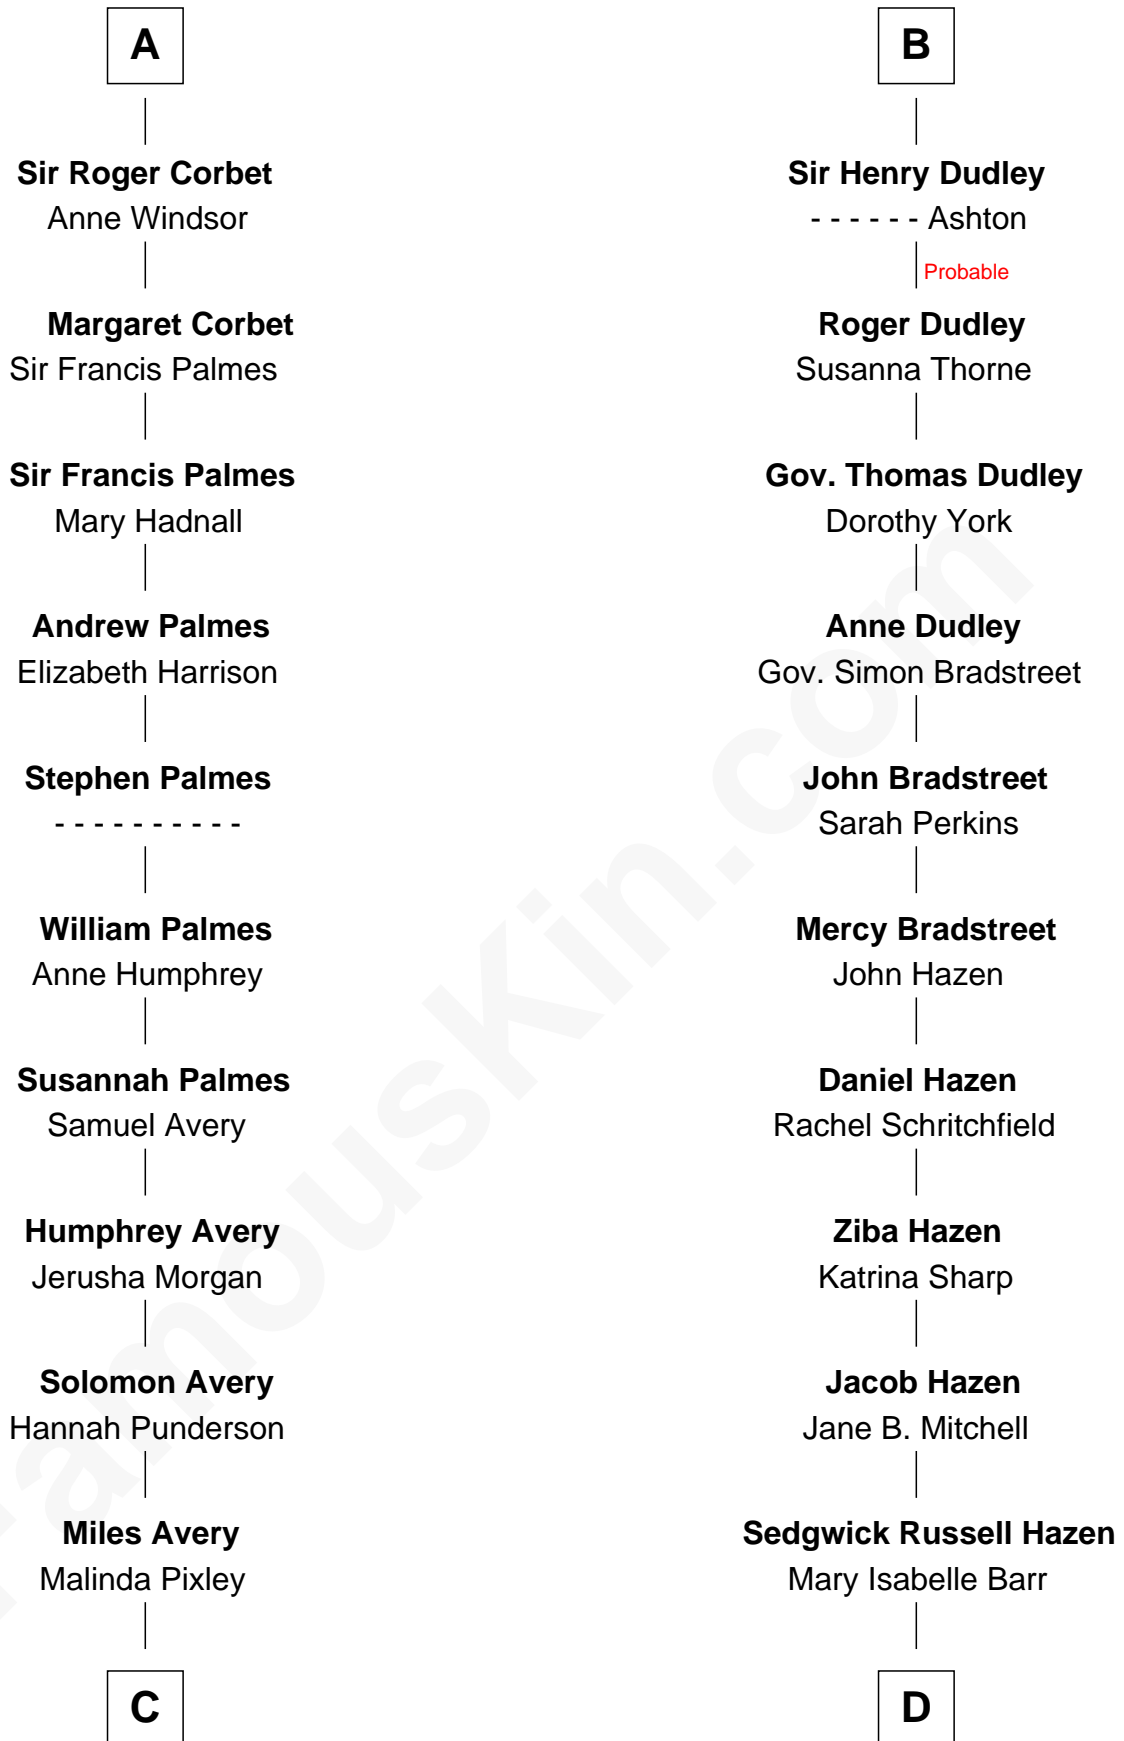 A
Sir Roger Corbet
Anne Windsor
Margaret Corbet
Sir Francis Palmes
Sir Francis Palmes
Mary Hadnall
Andrew Palmes
Elizabeth Harrison
Stephen Palmes
- - - - - - - - - -
William Palmes
Anne Humphrey
Susannah Palmes
Samuel Avery
Humphrey Avery
Jerusha Morgan
Solomon Avery
Hannah Punderson
Miles Avery
Malinda Pixley
C
B
Sir Henry Dudley
- - - - - - Ashton
Probable
Roger Dudley
Susanna Thorne
Gov. Thomas Dudley
Dorothy York
Anne Dudley
Gov. Simon Bradstreet
John Bradstreet
Sarah Perkins
Mercy Bradstreet
John Hazen
Daniel Hazen
Rachel Schritchfield
Ziba Hazen
Katrina Sharp
Jacob Hazen
Jane B. Mitchell
Sedgwick Russell Hazen
Mary Isabelle Barr
D
FamousKin.com